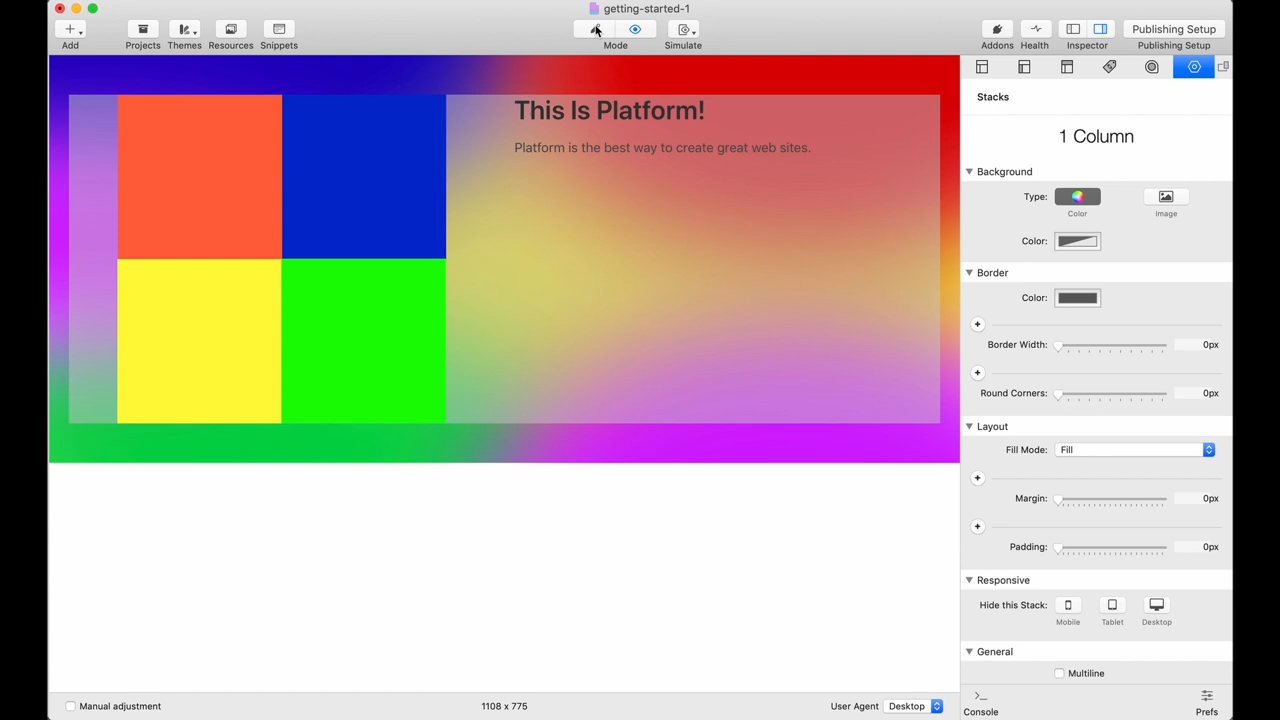 getting-started-1
Add
Projects
Themes
Resources
Snippets
Mode
Simulate
Addons
Health
Inspector
Publishing Setup
Publishing Setup
This Is Platform!
Platform is the best way to create great web sites.
Stacks
1 Column
Background
Type:
Color
Image
Color:
Border
Color:
Border Width: 0px
Round Corners: 0px
Layout
Fill Mode: Fill
Margin: 0px
Padding: 0px
Responsive
Hide this Stack:
Mobile
Tablet
Desktop
General
Multiline
Manual adjustment
1108 x 775
User Agent Desktop
Console
Prefs